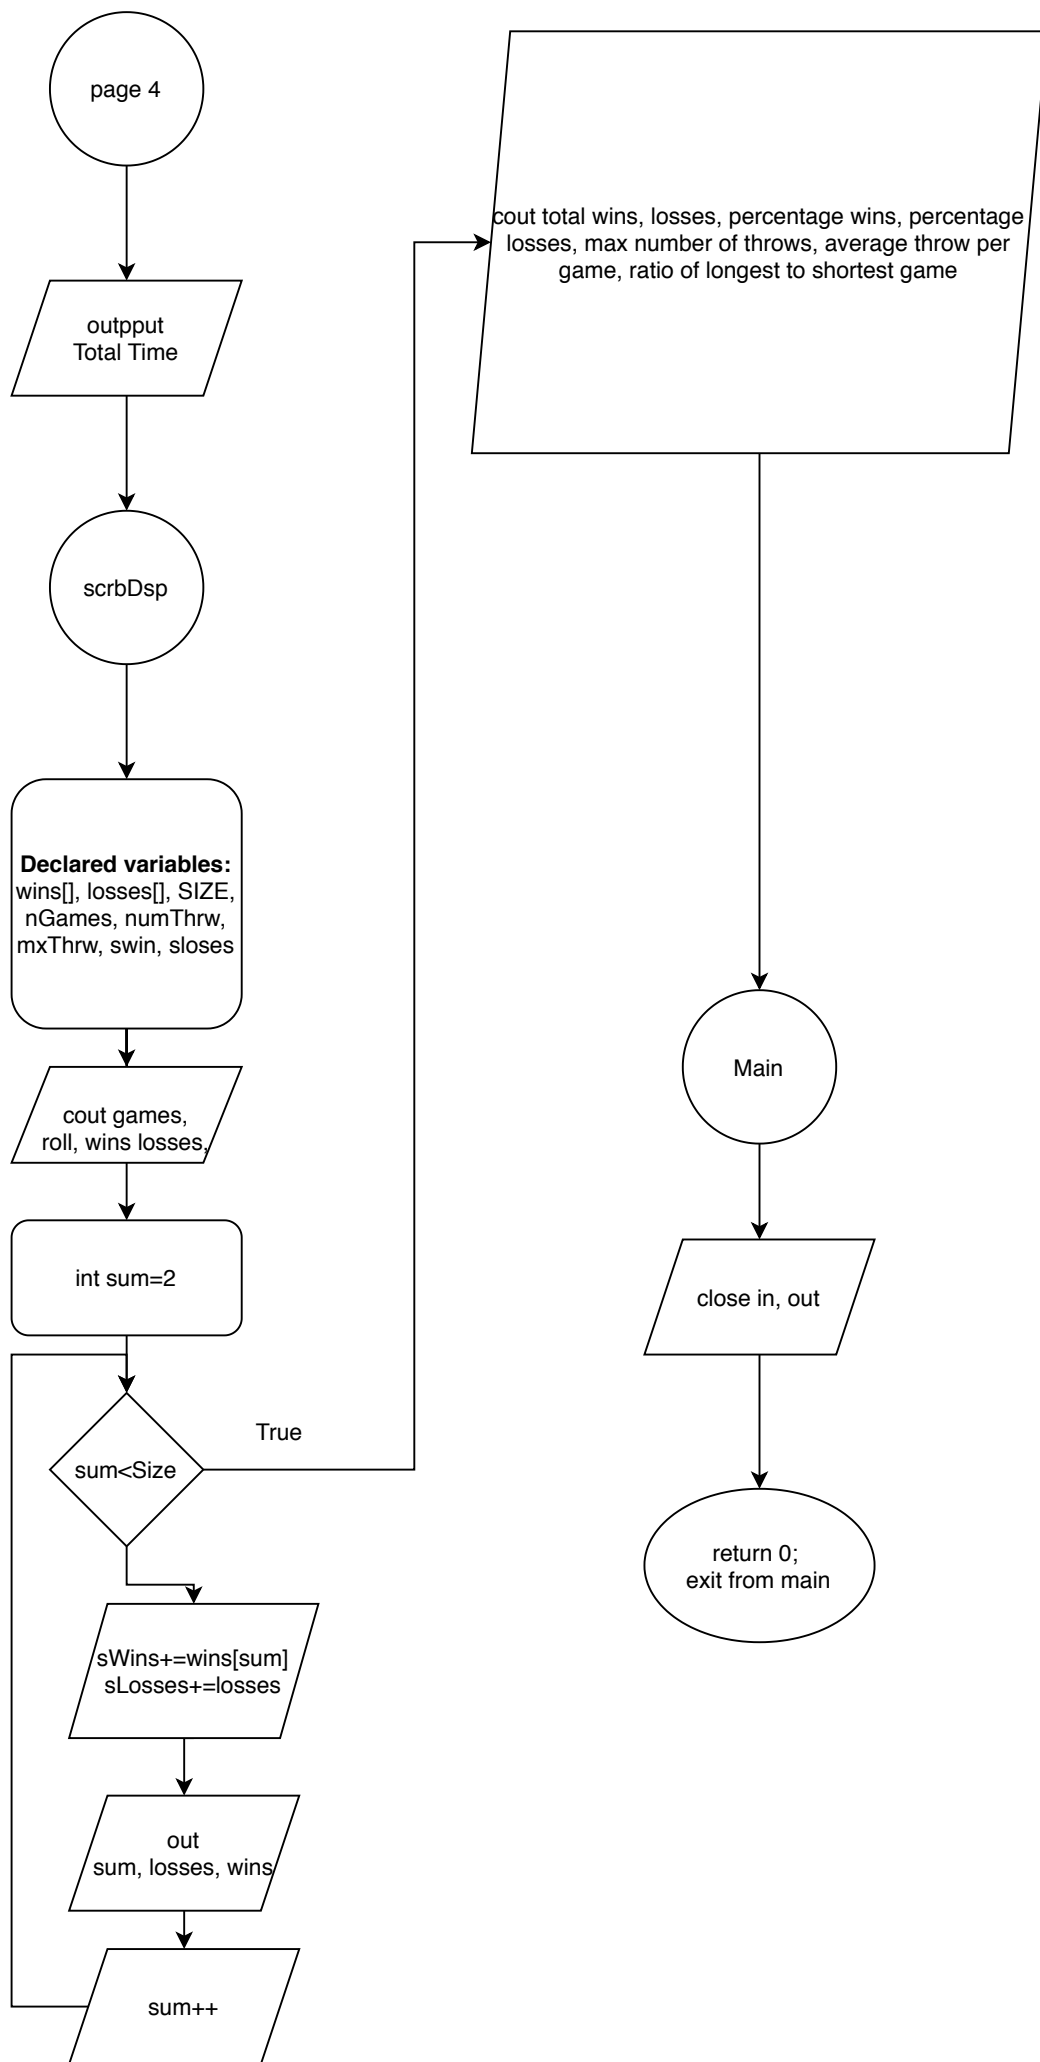 page 4
outpput
Total Time
scrbDsp
Declared variables:
wins[], losses[], SIZE,
nGames, numThrw,
mxThrw, swin, sloses
cout games,
roll, wins losses,
int sum=2
sum<Size
True
sWins+=wins[sum]
sLosses+=losses
out
sum, losses, wins
sum++
cout total wins, losses, percentage wins, percentage
losses, max number of throws, average throw per
game, ratio of longest to shortest game
Main
close in, out
return 0;
exit from main